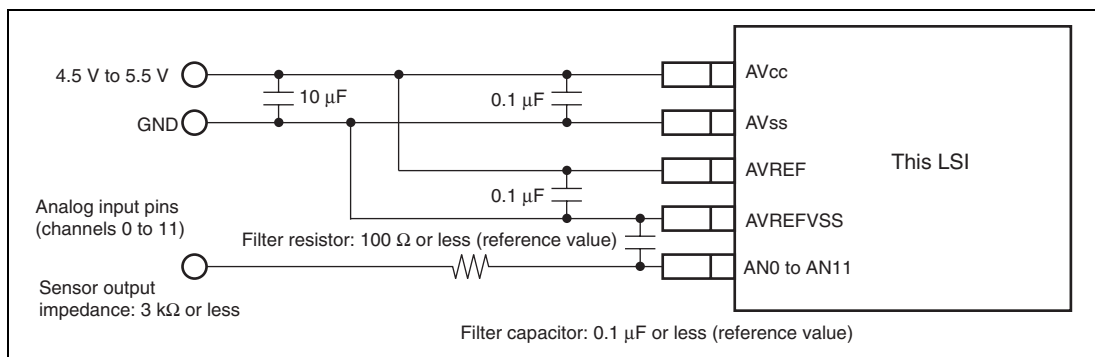 4.5 V to 5.5 V
10 μF
0.1 μF
AVcc
GND
AVss
This LSI
AVREF
0.1 μF
Analog input pins
(channels 0 to 11)
AVREFVSS
Filter resistor: 100 Ω or less (reference value)
AN0 to AN11
Sensor output
impedance: 3 kΩ or less
Filter capacitor: 0.1 μF or less (reference value)